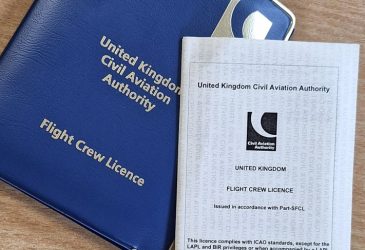 United Kingdom
Civil Aviation
Authority
Flight Crew Licence
United Kingdom Civil Aviation Authority
Civil Aviation
Authority
UNITED KINGDOM
FLIGHT CREW LICENCE
Issued in accordance with Part-SFCL
This licence complies with ICAO standards, except for the
LAPL and BIR privileges or when accompanied by a LAPL